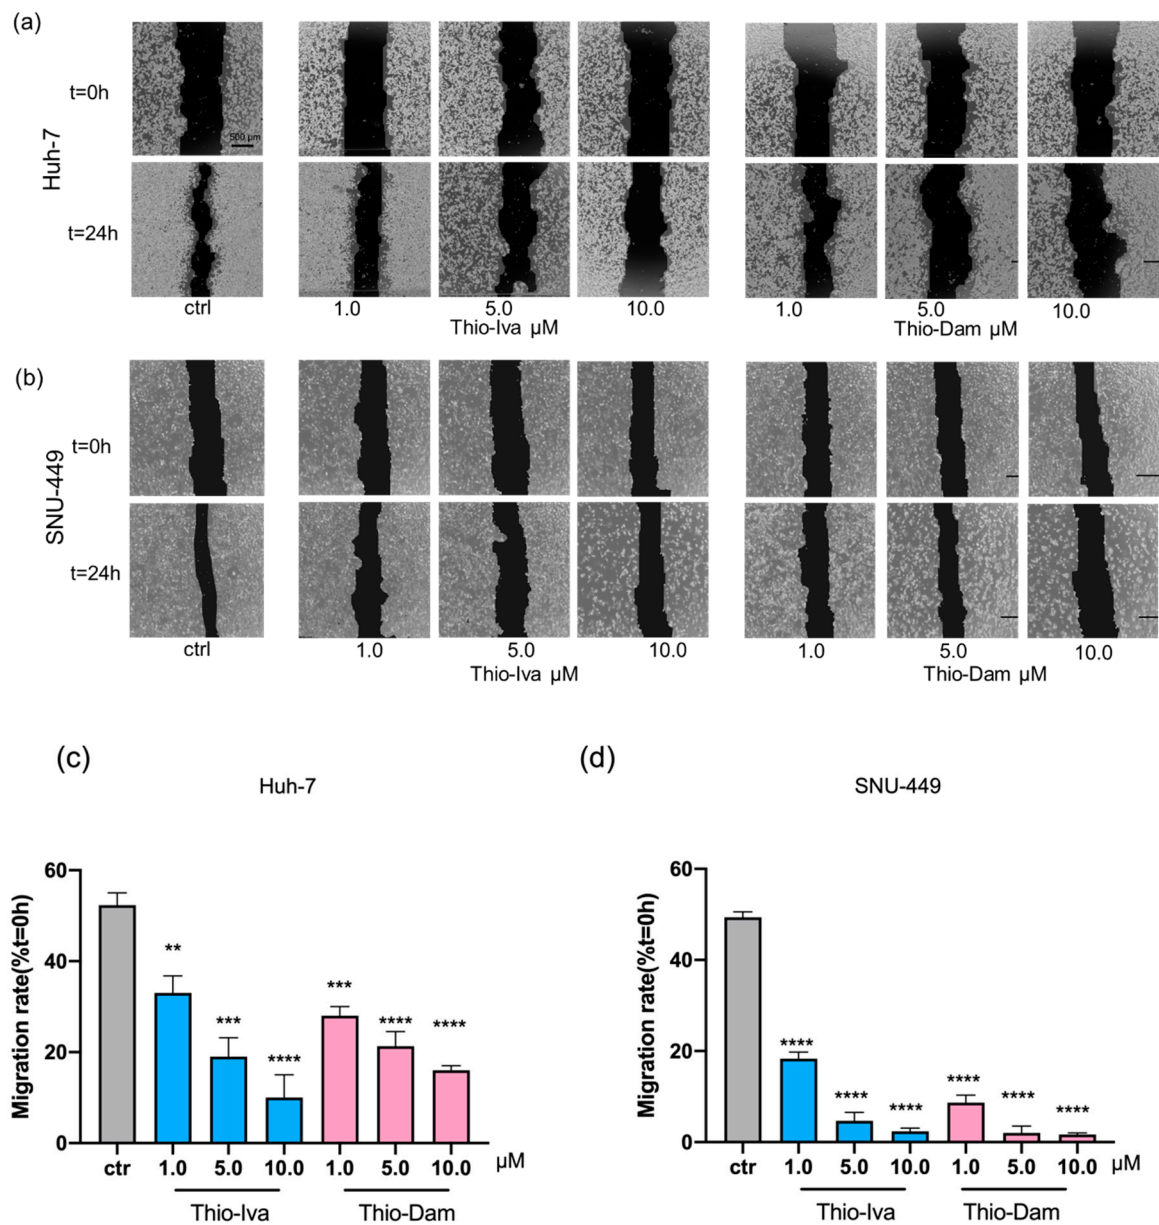 (a)
Huh-7
t=0h
500 µm
t=24h
ctrl
1.0
5.0
10.0
1.0
5.0
10.0
Thio-Iva µM
Thio-Dam µM
(b)
SNU-449
t=0h
t=24h
ctrl
1.0
5.0
10.0
1.0
5.0
10.0
Thio-Iva µM
Thio-Dam µM
(c)
Huh-7
Migration rate(%t=0h)
60
40
20
0
**
***
****
***
****
****
ctr
1.0
5.0
10.0
1.0
5.0
10.0
µM
Thio-Iva
Thio-Dam
(d)
SNU-449
Migration rate(%t=0h)
60
40
20
0
****
****
****
****
****
****
ctr
1.0
5.0
10.0
1.0
5.0
10.0
µM
Thio-Iva
Thio-Dam